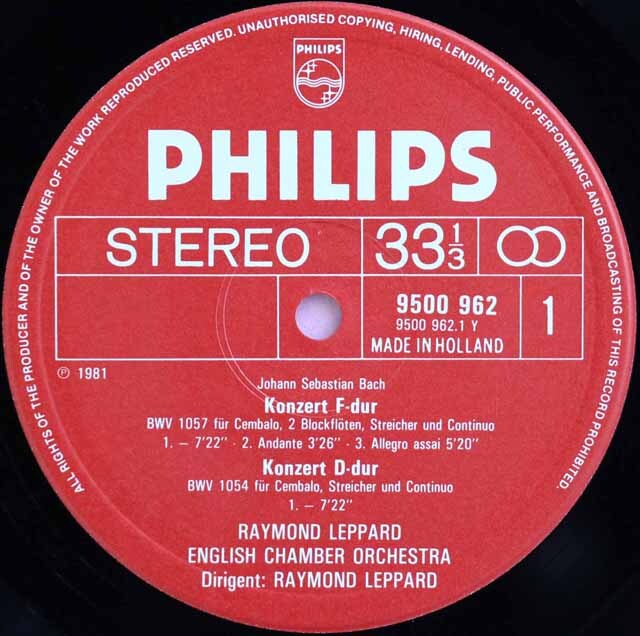 ALL RIGHTS OF THE PRODUCER AND OF THE OWNER OF THE WORK REPRODUCED RESERVED. UNAUTHORISED COPYING, HIRING, LENDING, PUBLIC PERFORMANCE AND BROADCASTING OF THIS RECORD PROHIBITED.
PHILIPS
PHILIPS
STEREO
33 1/3
9500 962
9500 962.1 Y
MADE IN HOLLAND
1
℗ 1981
Johann Sebastian Bach
Konzert F-dur
BWV 1057 für Cembalo, 2 Blockflöten, Streicher und Continuo
1. – 7'22'' · 2. Andante 3'26'' · 3. Allegro assai 5'20''
Konzert D-dur
BWV 1054 für Cembalo, Streicher und Continuo
1. – 7'22''
RAYMOND LEPPARD
ENGLISH CHAMBER ORCHESTRA
Dirigent: RAYMOND LEPPARD